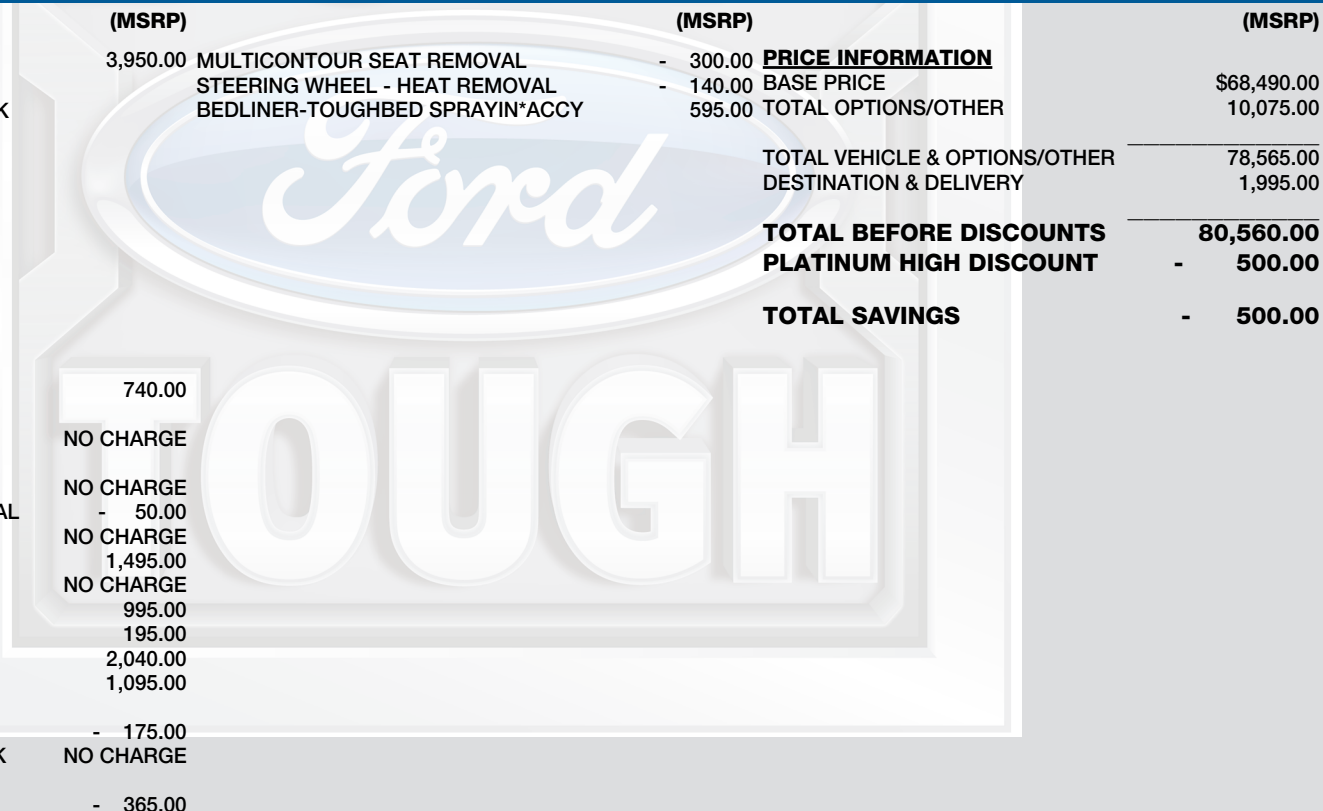 (MSRP) (MSRP) (MSRP)
3,950.00 MULTICONTOUR SEAT REMOVAL - 300.00 PRICE INFORMATION
STEERING WHEEL - HEAT REMOVAL - 140.00 BASE PRICE $68,490.00
K BEDLINER-TOUGHBED SPRAYIN*ACCY 595.00 TOTAL OPTIONS/OTHER 10,075.00
TOTAL VEHICLE & OPTIONS/OTHER 78,565.00
DESTINATION & DELIVERY 1,995.00
TOTAL BEFORE DISCOUNTS 80,560.00
PLATINUM HIGH DISCOUNT - 500.00
TOTAL SAVINGS - 500.00
Ford
TOUGH
740.00
NO CHARGE
NO CHARGE
AL - 50.00
NO CHARGE
1,495.00
NO CHARGE
995.00
195.00
2,040.00
1,095.00
- 175.00
K NO CHARGE
- 365.00